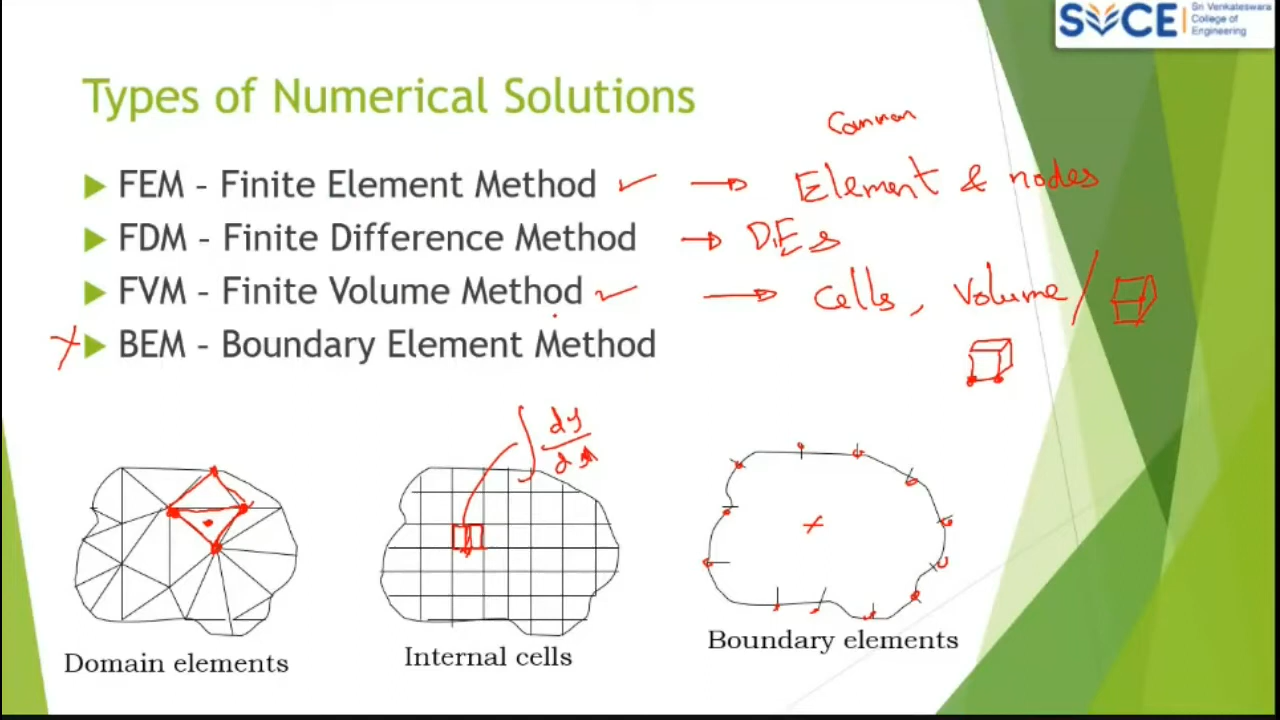 SVCE
Sri Venkateswara
College of
Engineering
Types of Numerical Solutions
Common
FEM – Finite Element Method → Element & nodes
FDM – Finite Difference Method → D.E s
FVM – Finite Volume Method → Cells, Volume/
BEM – Boundary Element Method
Domain elements
Internal cells
Boundary elements